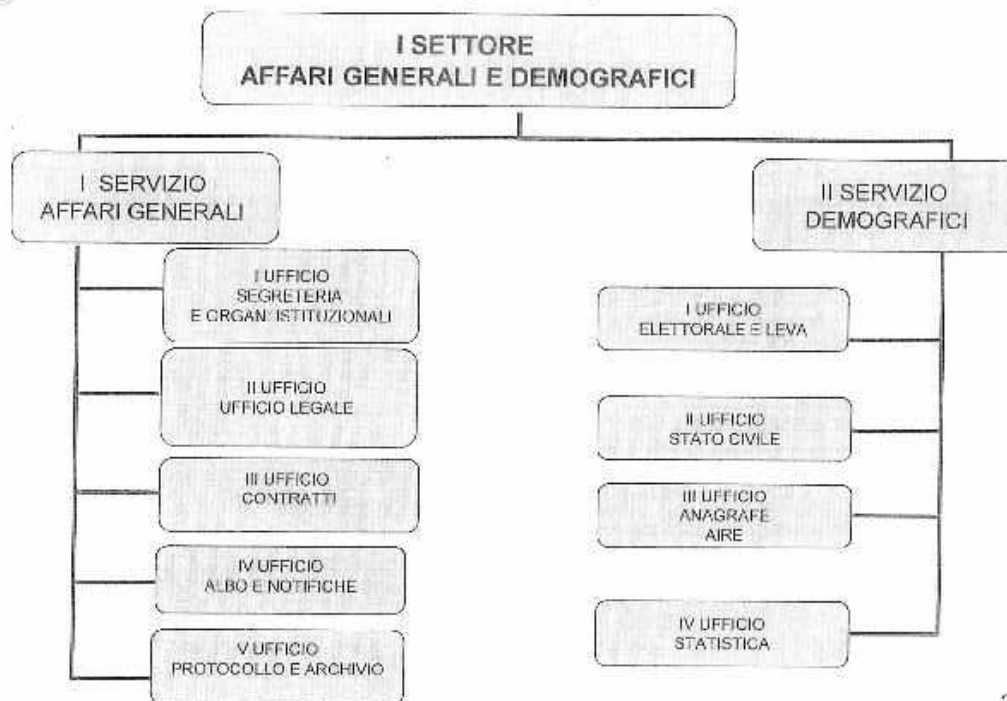 I SETTORE
AFFARI GENERALI E DEMOGRAFICI
I SERVIZIO
AFFARI GENERALI
I UFFICIO
SEGRETERIA
E ORGANI ISTITUZIONALI
II UFFICIO
UFFICIO LEGALE
III UFFICIO
CONTRATTI
IV UFFICIO
ALBO E NOTIFICHE
V UFFICIO
PROTOCOLLO E ARCHIVIO
II SERVIZIO
DEMOGRAFICI
I UFFICIO
ELETTORALE E LEVA
II UFFICIO
STATO CIVILE
III UFFICIO
ANAGRAFE
AIRE
IV UFFICIO
STATISTICA